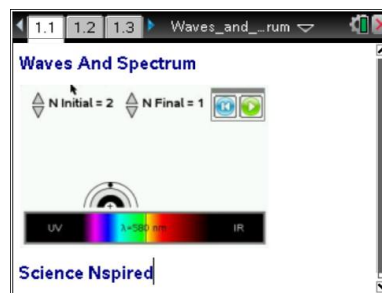 1.1 1.2 1.3 Waves_and_...rum
Waves And Spectrum
N Initial = 2 N Final = 1
UV λ=580 nm IR
Science Nspired